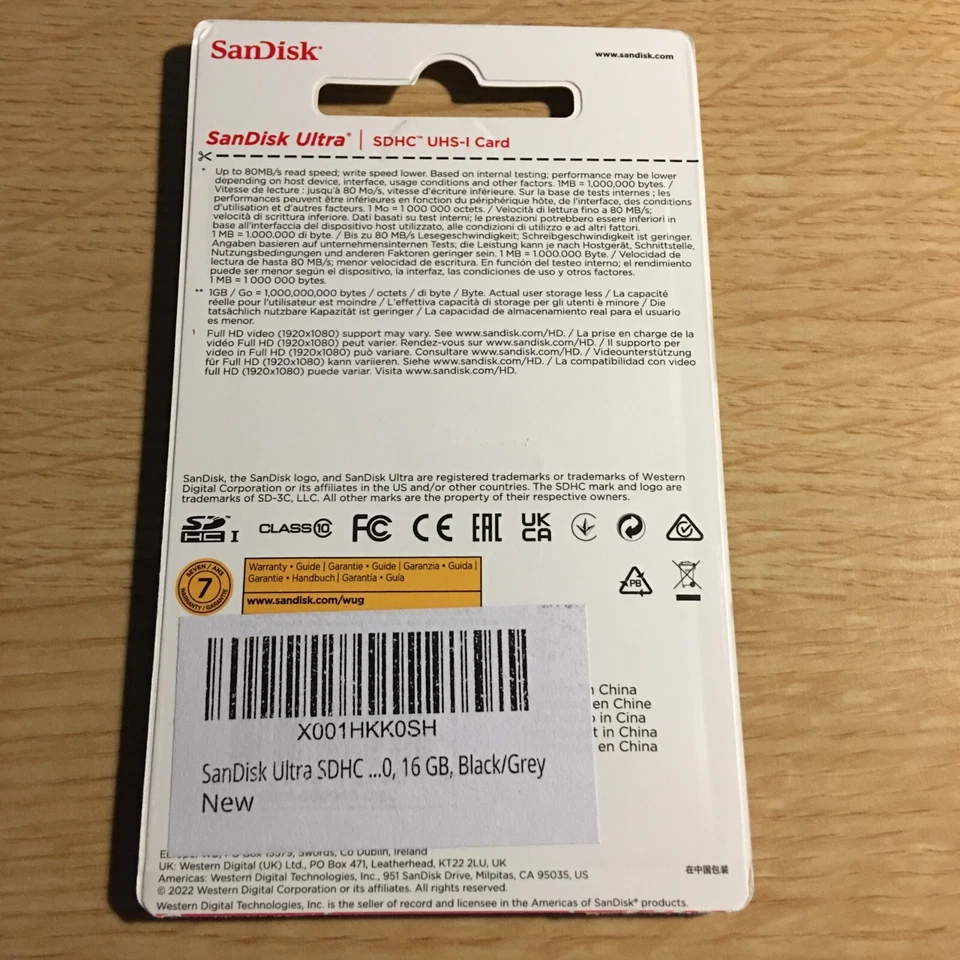 SanDisk®
www.sandisk.com
SanDisk Ultra® | SDHC™ UHS-I Card
* Up to 80MB/s read speed; write speed lower. Based on internal testing; performance may be lower
depending on host device, interface, usage conditions and other factors. 1MB = 1,000,000 bytes. /
Vitesse de lecture : jusqu'à 80 Mo/s, vitesse d'écriture inférieure. Sur la base de tests internes ; les
performances peuvent être inférieures en fonction du périphérique hôte, de l'interface, des conditions
d'utilisation et d'autres facteurs. 1 Mo = 1 000 000 octets. / Velocità di lettura fino a 80 MB/s;
velocità di scrittura inferiore. Dati basati su test interni; le prestazioni potrebbero essere inferiori in
base all'interfaccia del dispositivo host utilizzato, alle condizioni di utilizzo e ad altri fattori.
1 MB = 1.000.000 di byte. / Bis zu 80 MB/s Lesegeschwindigkeit; Schreibgeschwindigkeit ist geringer.
Angaben basieren auf unternehmensinternen Tests; die Leistung kann je nach Hostgerät, Schnittstelle,
Nutzungsbedingungen und anderen Faktoren geringer sein. 1 MB = 1.000.000 Byte. / Velocidad de
lectura de hasta 80 MB/s; menor velocidad de escritura. En función del testeo interno; el rendimiento
puede ser menor según el dispositivo, la interfaz, las condiciones de uso y otros factores.
1 MB = 1 000 000 bytes.
** 1GB / Go = 1,000,000,000 bytes / octets / di byte / Byte. Actual user storage less / La capacité
réelle pour l'utilisateur est moindre / L'effettiva capacità di storage per gli utenti è minore / Die
tatsächlich nutzbare Kapazität ist geringer / La capacidad de almacenamiento real para el usuario
es menor.
1 Full HD video (1920x1080) support may vary. See www.sandisk.com/HD. / La prise en charge de la
vidéo Full HD (1920x1080) peut varier. Rendez-vous sur www.sandisk.com/HD. / Il supporto per
video in Full HD (1920x1080) può variare. Consultare www.sandisk.com/HD. / Videounterstützung
für Full HD (1920x1080) kann variieren. Siehe www.sandisk.com/HD. / La compatibilidad con video
full HD (1920x1080) puede variar. Visita www.sandisk.com/HD.
SanDisk, the SanDisk logo, and SanDisk Ultra are registered trademarks or trademarks of Western
Digital Corporation or its affiliates in the US and/or other countries. The SDHC mark and logo are
trademarks of SD-3C, LLC. All other marks are the property of their respective owners.
SD HC I CLASS 10 FC CE EAC UK CA
SEVEN / ANS 7 WARRANTY / GARANTIE
Warranty • Guide | Garantie • Guide | Garanzia • Guida |
Garantie • Handbuch | Garantía • Guía
www.sandisk.com/wug
PB
X001HKK0SH
SanDisk Ultra SDHC ...0, 16 GB, Black/Grey
New
China
en Chine
in Cina
in China
en China
Co Dublin, Ireland
UK: Western Digital (UK) Ltd., PO Box 471, Leatherhead, KT22 2LU, UK
Americas: Western Digital Technologies, Inc., 951 SanDisk Drive, Milpitas, CA 95035, US
© 2022 Western Digital Corporation or its affiliates. All rights reserved.
Western Digital Technologies, Inc. is the seller of record and licensee in the Americas of SanDisk® products.
在中国包装